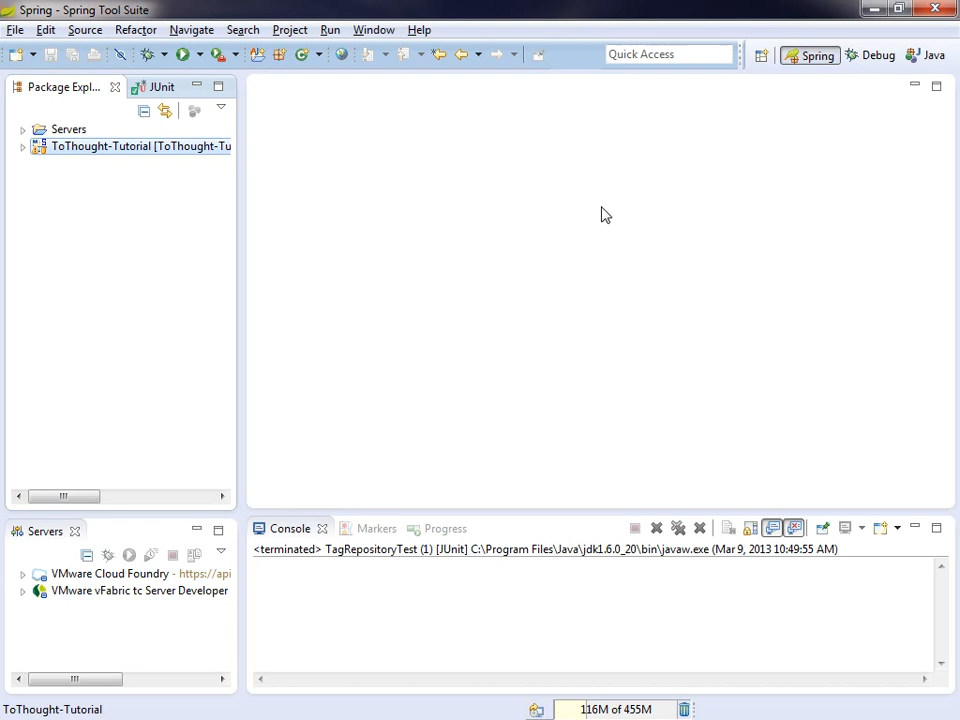 Spring - Spring Tool Suite
File Edit Source Refactor Navigate Search Project Run Window Help
Quick Access
Spring Debug Java
Package Expl... JUnit
Servers
ToThought-Tutorial [ToThought-Tu
Servers
VMware Cloud Foundry - https://api
VMware vFabric tc Server Developer
Console Markers Progress
<terminated> TagRepositoryTest (1) [JUnit] C:\Program Files\Java\jdk1.6.0_20\bin\javaw.exe (Mar 9, 2013 10:49:55 AM)
ToThought-Tutorial
116M of 455M